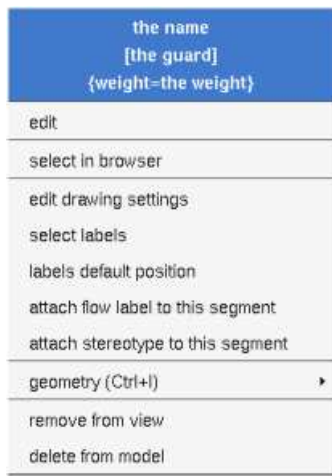 the name
[the guard]
{weight=the weight}
edit
select in browser
edit drawing settings
select labels
labels default position
attach flow label to this segment
attach stereotype to this segment
geometry (Ctrl+l)
remove from view
delete from model